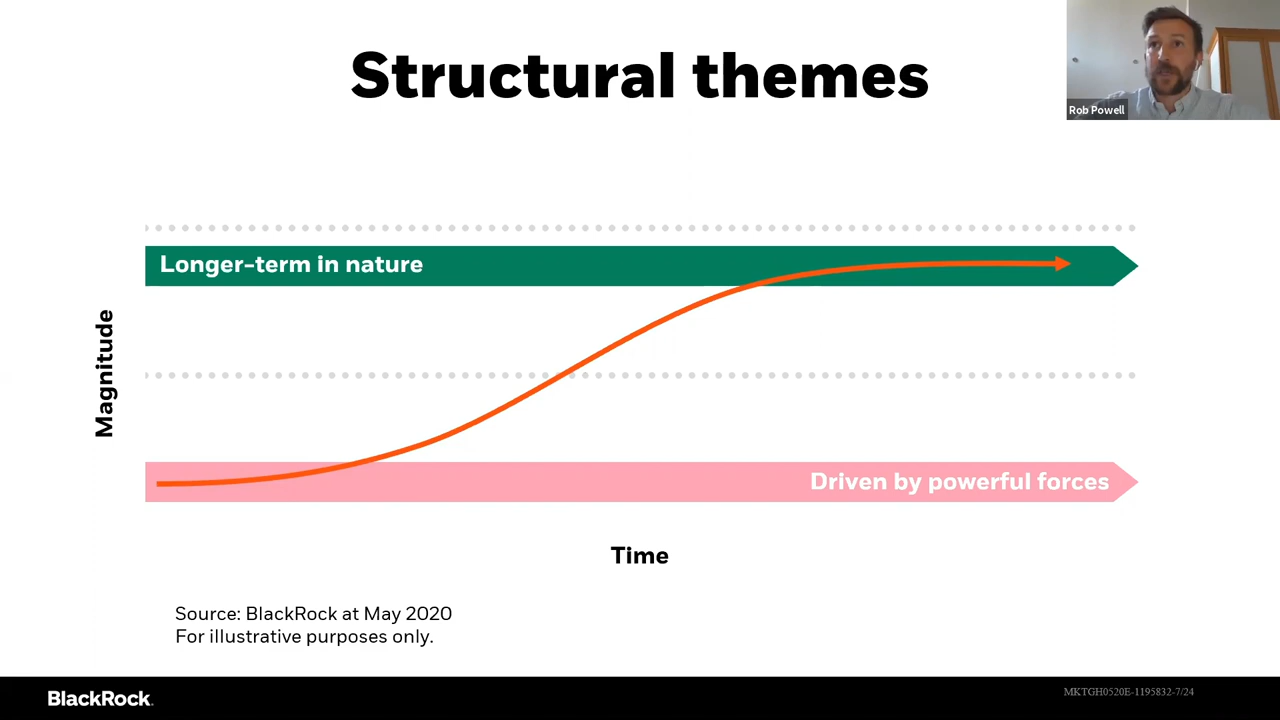 Structural themes
Rob Powell
Longer-term in nature
Magnitude
Driven by powerful forces
Time
Source: BlackRock at May 2020
For illustrative purposes only.
BlackRock.
MKTGH0520E-1195832-7/24